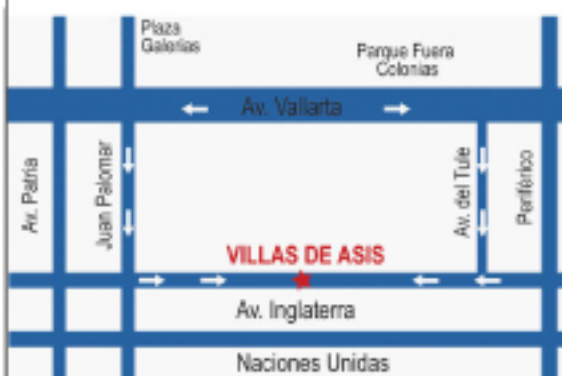 Plaza
Galerias
Parque Fuera
Colonias
Av. Vallarta
Av. Patria
Juan Palomar
Av. del Tule
Periférico
VILLAS DE ASIS
Av. Inglaterra
Naciones Unidas